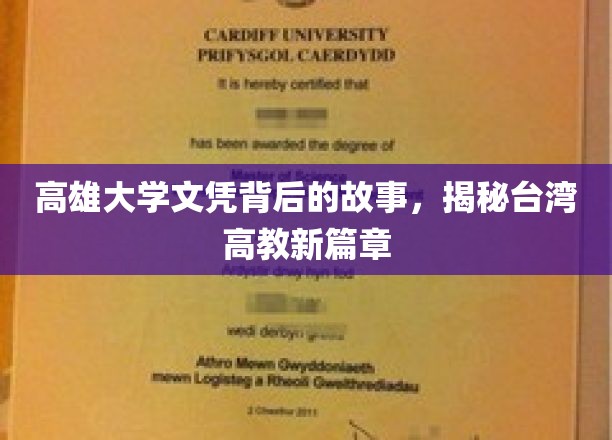 CARDIFF UNIVERSITY
PRIFYSGOL CAERDYDD
It is hereby certified that
has been awarded the degree of
Master of Science
高雄大学文凭背后的故事，揭秘台湾
高教新篇章
Ardystir drwy hyn fod
wedi derbyn
Athro Mewn Gwyddoniaeth
mewn Logisteg a Rheoli Gweithrediadau